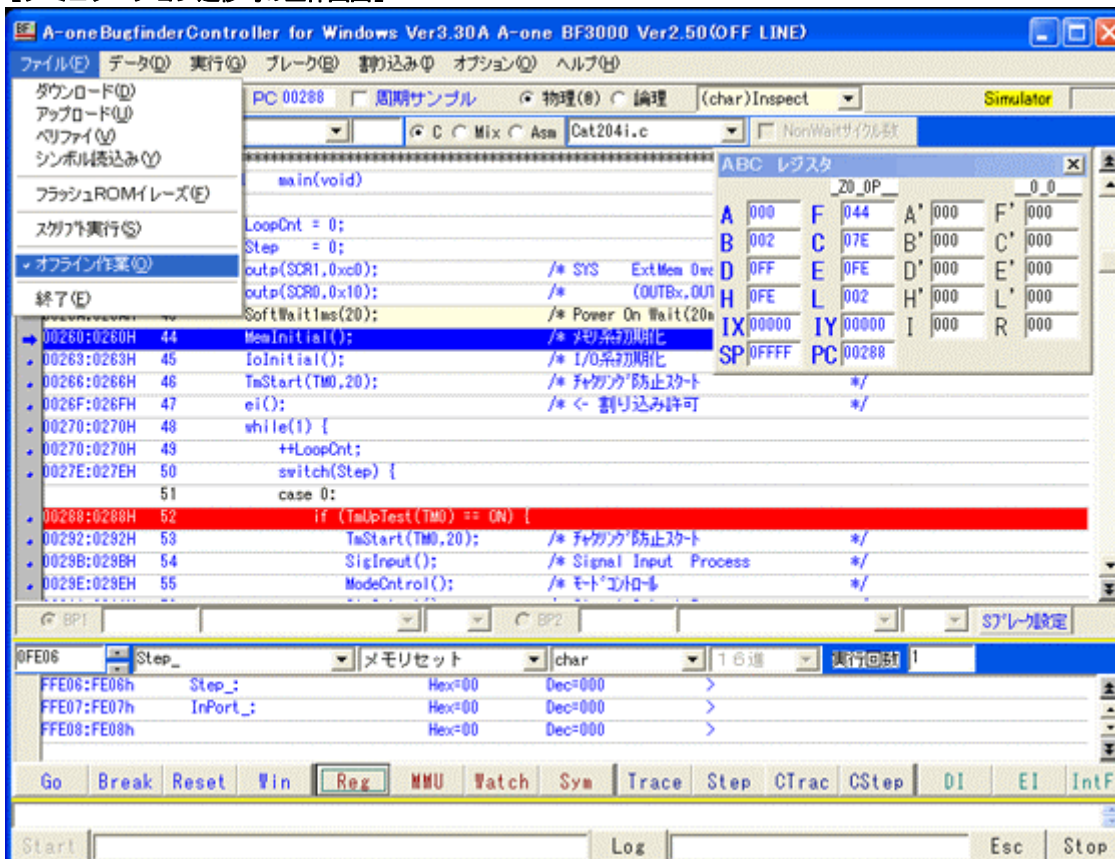 A-oneBugfinderController for Windows Ver3.30A A-one BF3000 Ver2.50(OFF LINE)
ファイル(F) データ(D) 実行(G) ブレーク(B) 割り込み(I) オプション(O) ヘルプ(H)
ダウンロード(D)
アップロード(U)
ベリファイ(V)
シンボル読込み(Y)
フラッシュROMイレーズ(F)
スクリプト実行(S)
オフライン作業(O)
終了(E)
PC 00288 周期サンプル 物理(8) 論理 (char)Inspect Simulator
C Mix Asm Cat204i.c NonWaitサイクル数
main(void)
LoopCnt = 0;
Step = 0;
outp(SCR1,0xc0); /* SYS ExtMem Owe
outp(SCR0,0x10); /* (OUTBx,OUT
SoftWait1ms(20); /* Power On Wait(20m
00260:0260H 44 MemInitial(); /* メモリ系初期化
00263:0263H 45 IoInitial(); /* I/O系初期化
00266:0266H 46 TmStart(TM0,20); /* チャタリング防止スタート */
0026F:026FH 47 ei(); /* <- 割り込み許可 */
00270:0270H 48 while(1) {
00270:0270H 49 ++LoopCnt;
0027E:027EH 50 switch(Step) {
51 case 0:
00288:0288H 52 if (TmUpTest(TM0) == ON) {
00292:0292H 53 TmStart(TM0,20); /* チャタリング防止スタート */
0029B:029BH 54 SigInput(); /* Signal Input Process */
0029E:029EH 55 ModeCntrol(); /* モードコントロール */
ABC レジスタ
_Z0_0P_ __0_0__
A 000 F 044 A' 000 F' 000
B 002 C 07E B' 000 C' 000
D 0FF E 0FE D' 000 E' 000
H 0FE L 002 H' 000 L' 000
IX 00000 IY 00000 I 000 R 000
SP 0FFFF PC 00288
BP1 BP2 Sブレーク設定
0FE06 Step_ メモリセット char 16進 実行回数 1
FFE06:FE06h Step_: Hex=00 Dec=000 >
FFE07:FE07h InPort_: Hex=00 Dec=000 >
FFE08:FE08h Hex=00 Dec=000 >
Go Break Reset Win Reg MMU Watch Sym Trace Step CTrac CStep DI EI IntF
Start Log Esc Stop